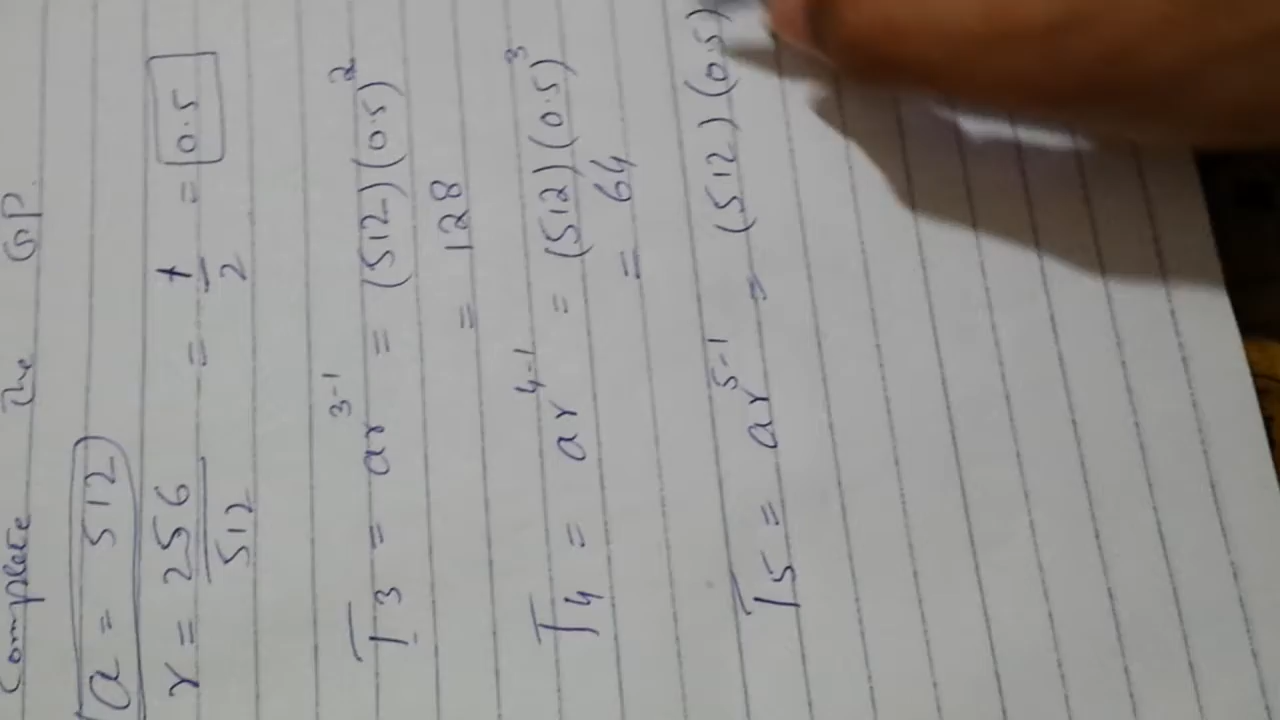 Complete the GP.
a = 512
r = 256/512 = 1/2 = 0.5
T3 = ar^3-1 = (512)(0.5)^2
= 128
T4 = ar^4-1 = (512)(0.5)^3
= 64
T5 = ar^5-1 = (512)(0.5)